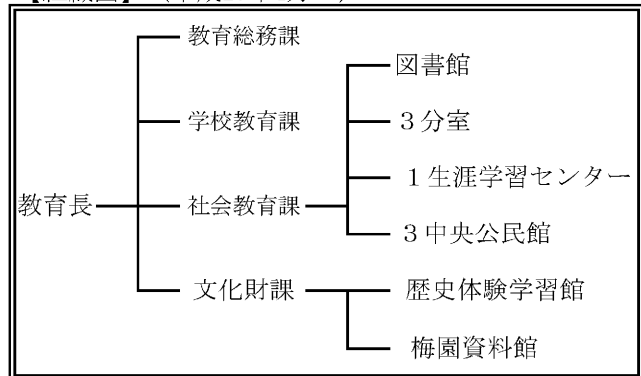 教育総務課
図書館
学校教育課
3分室
1生涯学習センター
教育長
社会教育課
3中央公民館
文化財課
歴史体験学習館
梅園資料館